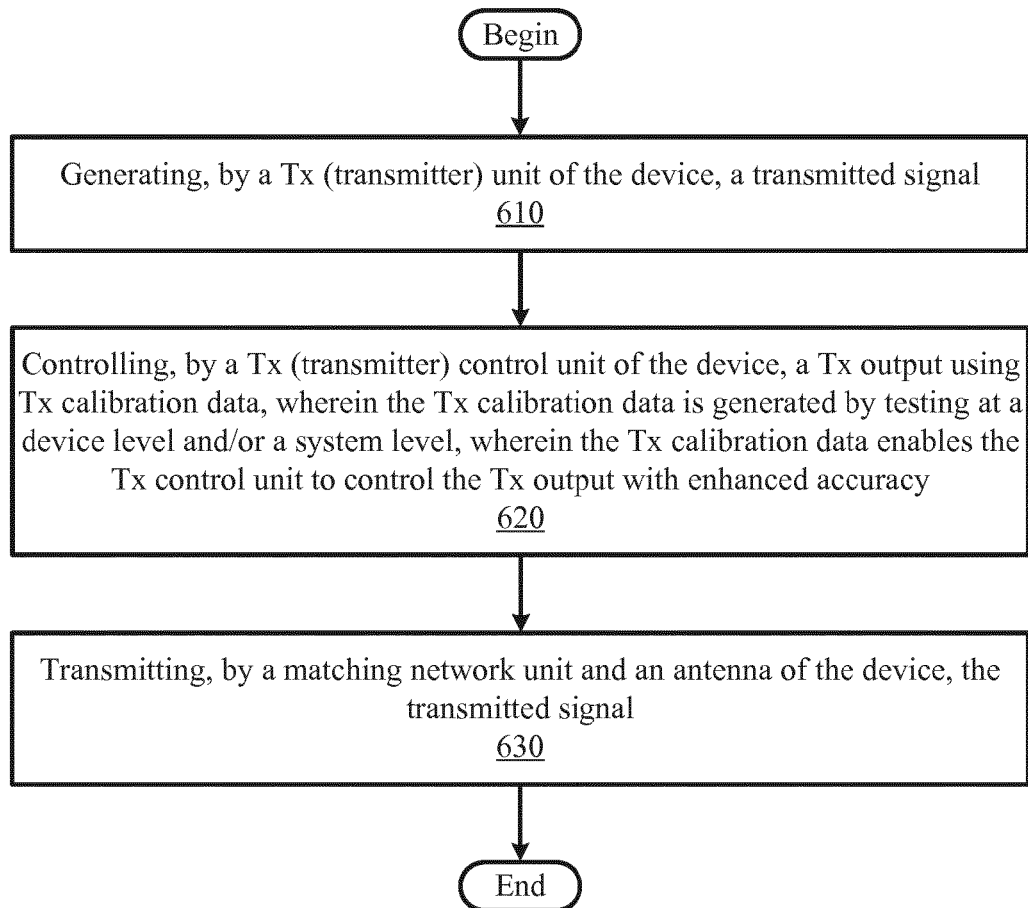 Begin
Generating, by a Tx (transmitter) unit of the device, a transmitted signal
610
Controlling, by a Tx (transmitter) control unit of the device, a Tx output using
Tx calibration data, wherein the Tx calibration data is generated by testing at a
device level and/or a system level, wherein the Tx calibration data enables the
Tx control unit to control the Tx output with enhanced accuracy
620
Transmitting, by a matching network unit and an antenna of the device, the
transmitted signal
630
End